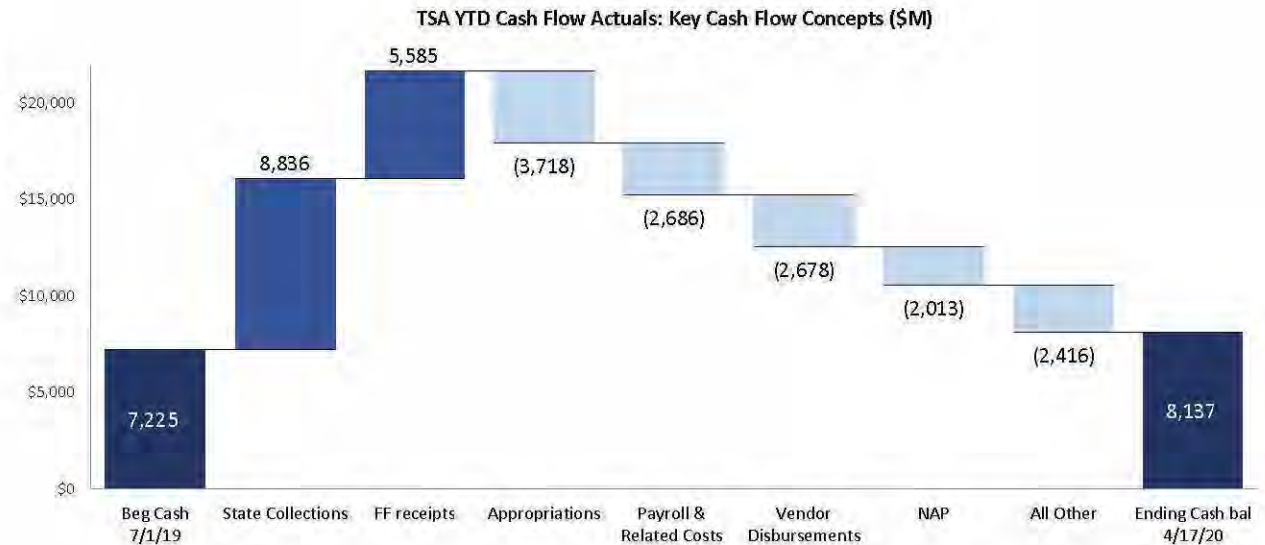 TSA YTD Cash Flow Actuals: Key Cash Flow Concepts ($M)
5,585
$20,000
8,836
(3,718)
$15,000
(2,686)
(2,678)
$10,000
(2,013)
(2,416)
$5,000
7,225
8,137
$0
Beg Cash
7/1/19
State Collections
FF receipts
Appropriations
Payroll &
Related Costs
Vendor
Disbursements
NAP
All Other
Ending Cash bal
4/17/20